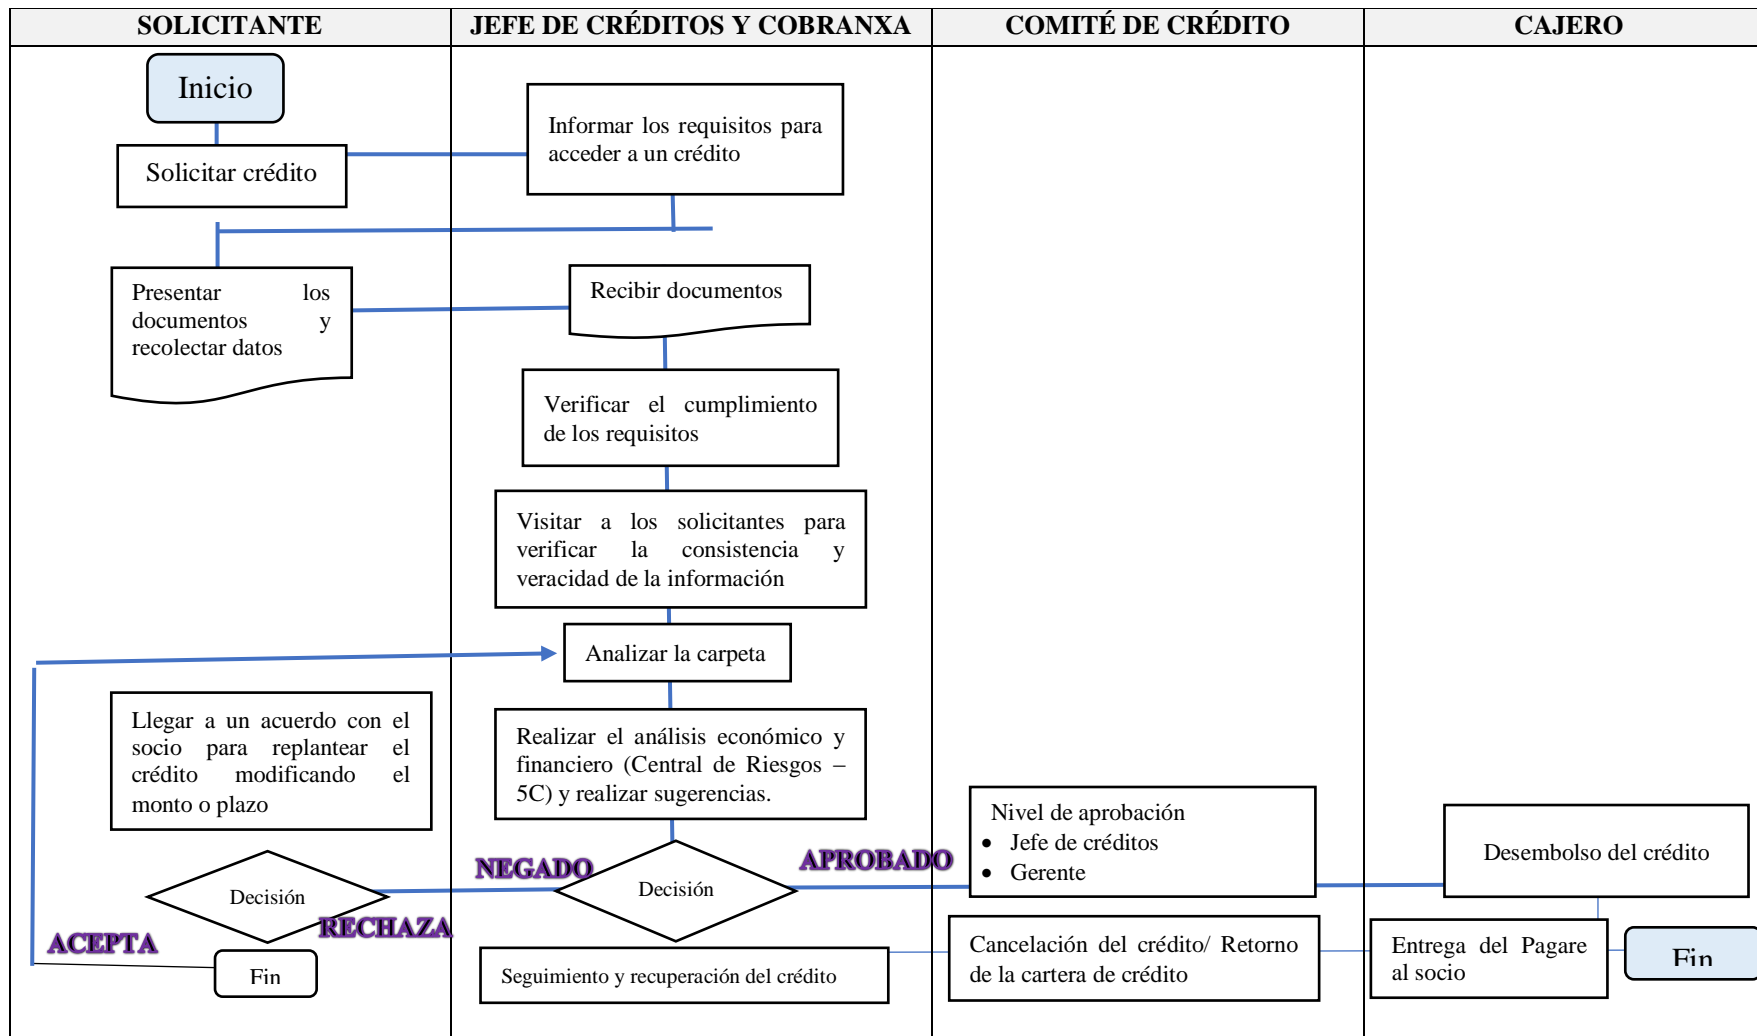 SOLICITANTE
JEFE DE CRÉDITOS Y COBRANXA
COMITÉ DE CRÉDITO
CAJERO
Inicio
Solicitar crédito
Informar los requisitos para
acceder a un crédito
Presentar los
documentos y
recolectar datos
Recibir documentos
Verificar el cumplimiento
de los requisitos
Visitar a los solicitantes para
verificar la consistencia y
veracidad de la información
Analizar la carpeta
Llegar a un acuerdo con el
socio para replantear el
crédito modificando el
monto o plazo
Realizar el análisis económico y
financiero (Central de Riesgos –
5C) y realizar sugerencias.
Nivel de aprobación
• Jefe de créditos
• Gerente
Desembolso del crédito
Decisión
NEGADO
Decisión
APROBADO
RECHAZA
ACEPTA
Fin
Seguimiento y recuperación del crédito
Cancelación del crédito/ Retorno
de la cartera de crédito
Entrega del Pagare
al socio
Fin